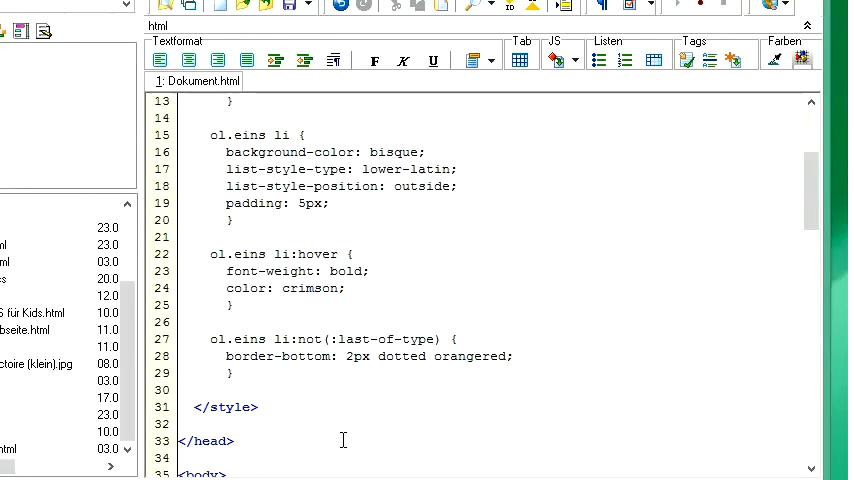 html
Textformat
Tab
JS
Listen
Tags
Farben
F K U
1: Dokument.html
13 }
14
15 ol.eins li {
16 background-color: bisque;
17 list-style-type: lower-latin;
18 list-style-position: outside;
19 padding: 5px;
20 }
21
22 ol.eins li:hover {
23 font-weight: bold;
24 color: crimson;
25 }
26
27 ol.eins li:not(:last-of-type) {
28 border-bottom: 2px dotted orangered;
29 }
30
31 </style>
32
33 </head>
34
35 <body>
23.0
ml 23.0
ml 03.0
s 20.0
12.0
S für Kids.html 10.0
bseite.html 11.0
11.0
ctoire (klein).jpg 08.0
03.0
17.0
23.0
10.0
html 03.0